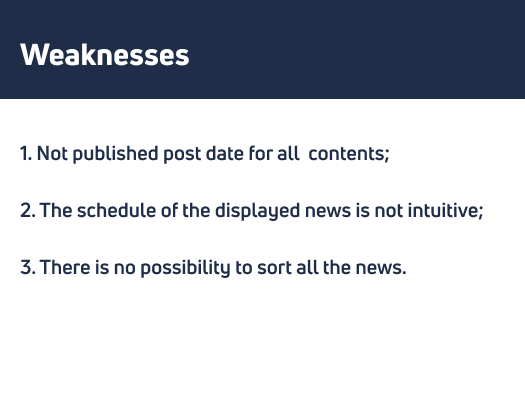 Weaknesses
1. Not published post date for all  contents;
2. The schedule of the displayed news is not intuitive;
3. There is no possibility to sort all the news.